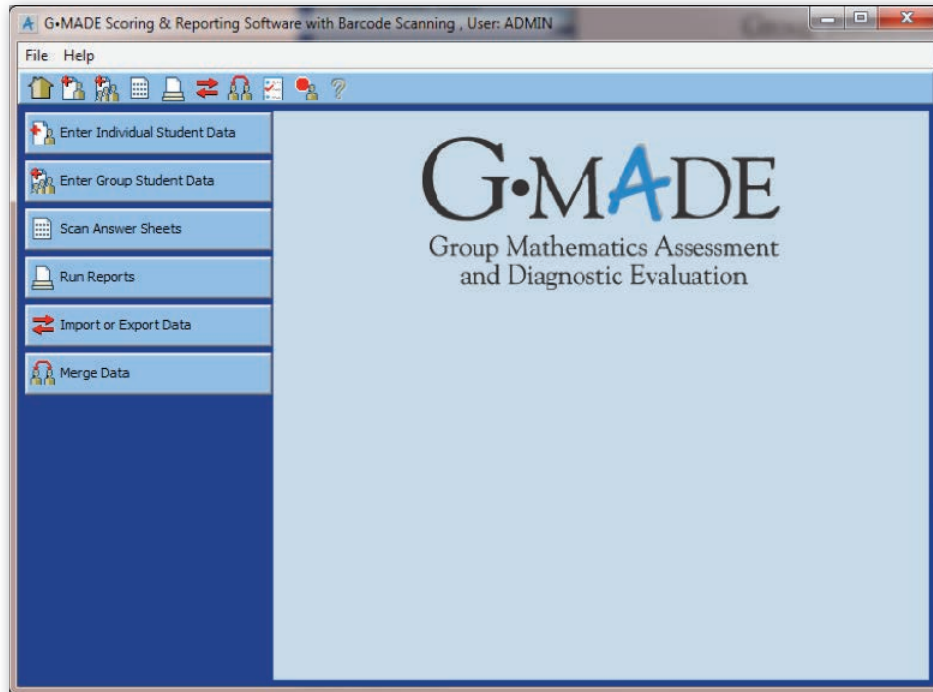 G•MADE Scoring & Reporting Software with Barcode Scanning , User: ADMIN
File Help
Enter Individual Student Data
Enter Group Student Data
Scan Answer Sheets
Run Reports
Import or Export Data
Merge Data
G•MADE
Group Mathematics Assessment
and Diagnostic Evaluation